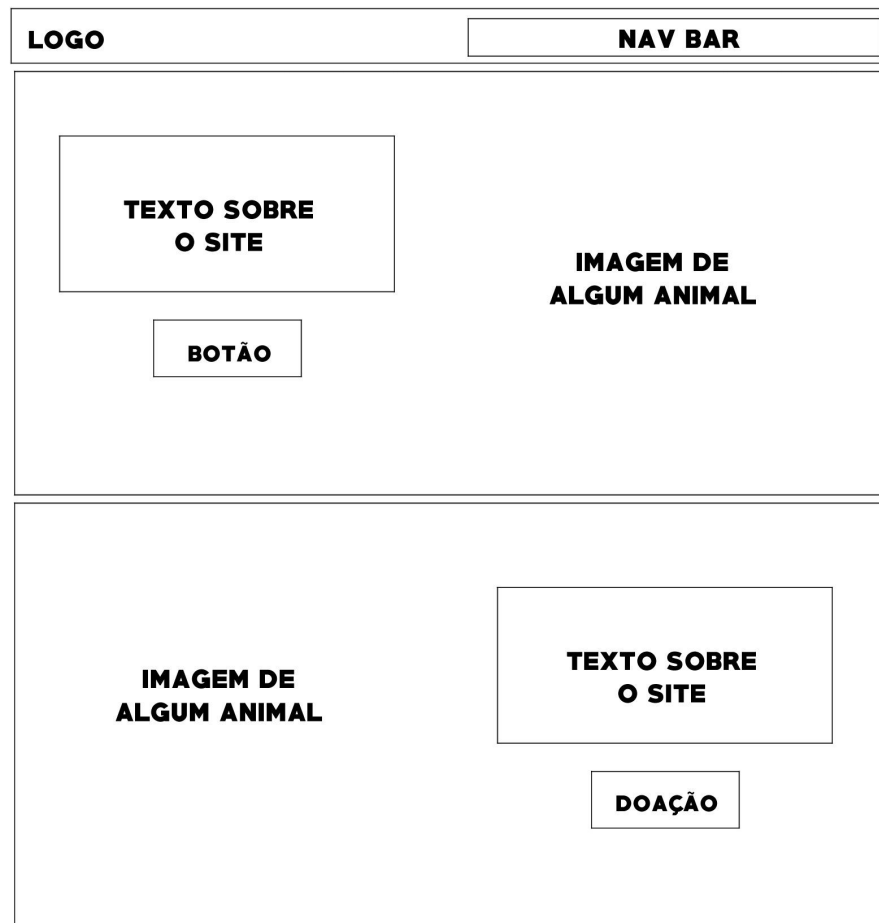 LOGO
NAV BAR
TEXTO SOBRE
O SITE
BOTÃO
IMAGEM DE
ALGUM ANIMAL
IMAGEM DE
ALGUM ANIMAL
TEXTO SOBRE
O SITE
DOAÇÃO